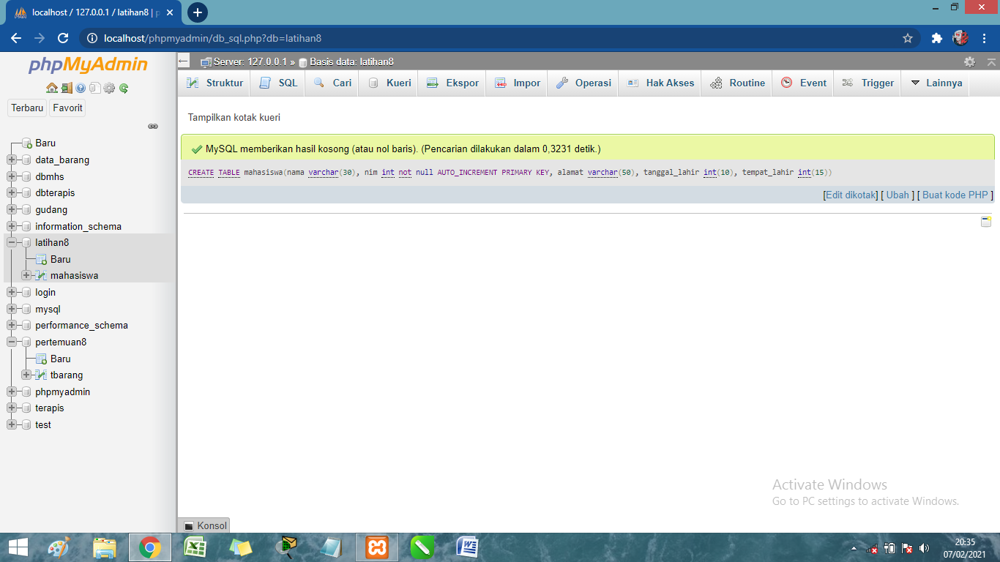 localhost / 127.0.0.1 / latihan8 | p
localhost/phpmyadmin/db_sql.php?db=latihan8
phpMyAdmin
Terbaru Favorit
Baru
data_barang
dbmhs
dbterapis
gudang
information_schema
latihan8
Baru
mahasiswa
login
mysql
performance_schema
pertemuan8
Baru
tbarang
phpmyadmin
terapis
test
Server: 127.0.0.1 » Basis data: latihan8
Struktur SQL Cari Kueri Ekspor Impor Operasi Hak Akses Routine Event Trigger Lainnya
Tampilkan kotak kueri
MySQL memberikan hasil kosong (atau nol baris). (Pencarian dilakukan dalam 0,3231 detik.)
CREATE TABLE mahasiswa(nama varchar(30), nim int not null AUTO_INCREMENT PRIMARY KEY, alamat varchar(50), tanggal_lahir int(10), tempat_lahir int(15))
[Edit dikotak] [ Ubah ] [ Buat kode PHP ]
Activate Windows
Go to PC settings to activate Windows.
Konsol
20:35
07/02/2021